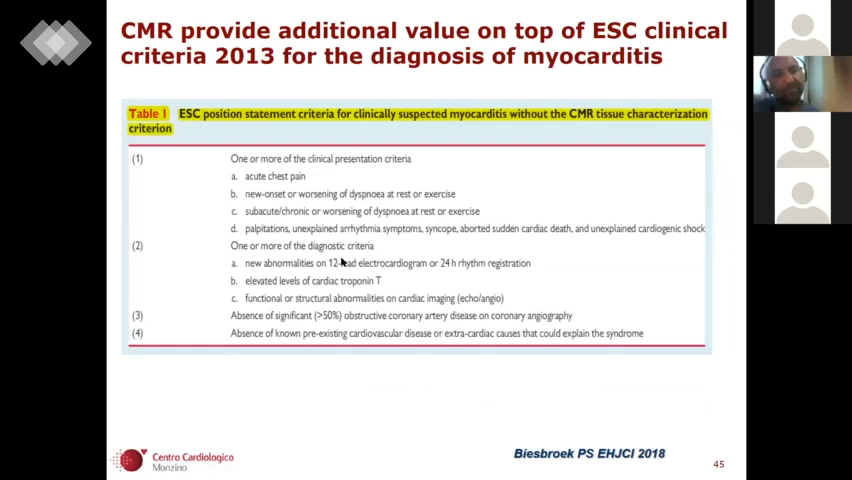 CMR provide additional value on top of ESC clinical
criteria 2013 for the diagnosis of myocarditis
Table 1 ESC position statement criteria for clinically suspected myocarditis without the CMR tissue characterization
criterion
(1) One or more of the clinical presentation criteria
a. acute chest pain
b. new-onset or worsening of dyspnoea at rest or exercise
c. subacute/chronic or worsening of dyspnoea at rest or exercise
d. palpitations, unexplained arrhythmia symptoms, syncope, aborted sudden cardiac death, and unexplained cardiogenic shock
(2) One or more of the diagnostic criteria
a. new abnormalities on 12-lead electrocardiogram or 24 h rhythm registration
b. elevated levels of cardiac troponin T
c. functional or structural abnormalities on cardiac imaging (echo/angio)
(3) Absence of significant (>50%) obstructive coronary artery disease on coronary angiography
(4) Absence of known pre-existing cardiovascular disease or extra-cardiac causes that could explain the syndrome
Centro Cardiologico
Monzino
Biesbroek PS EHJCI 2018
45